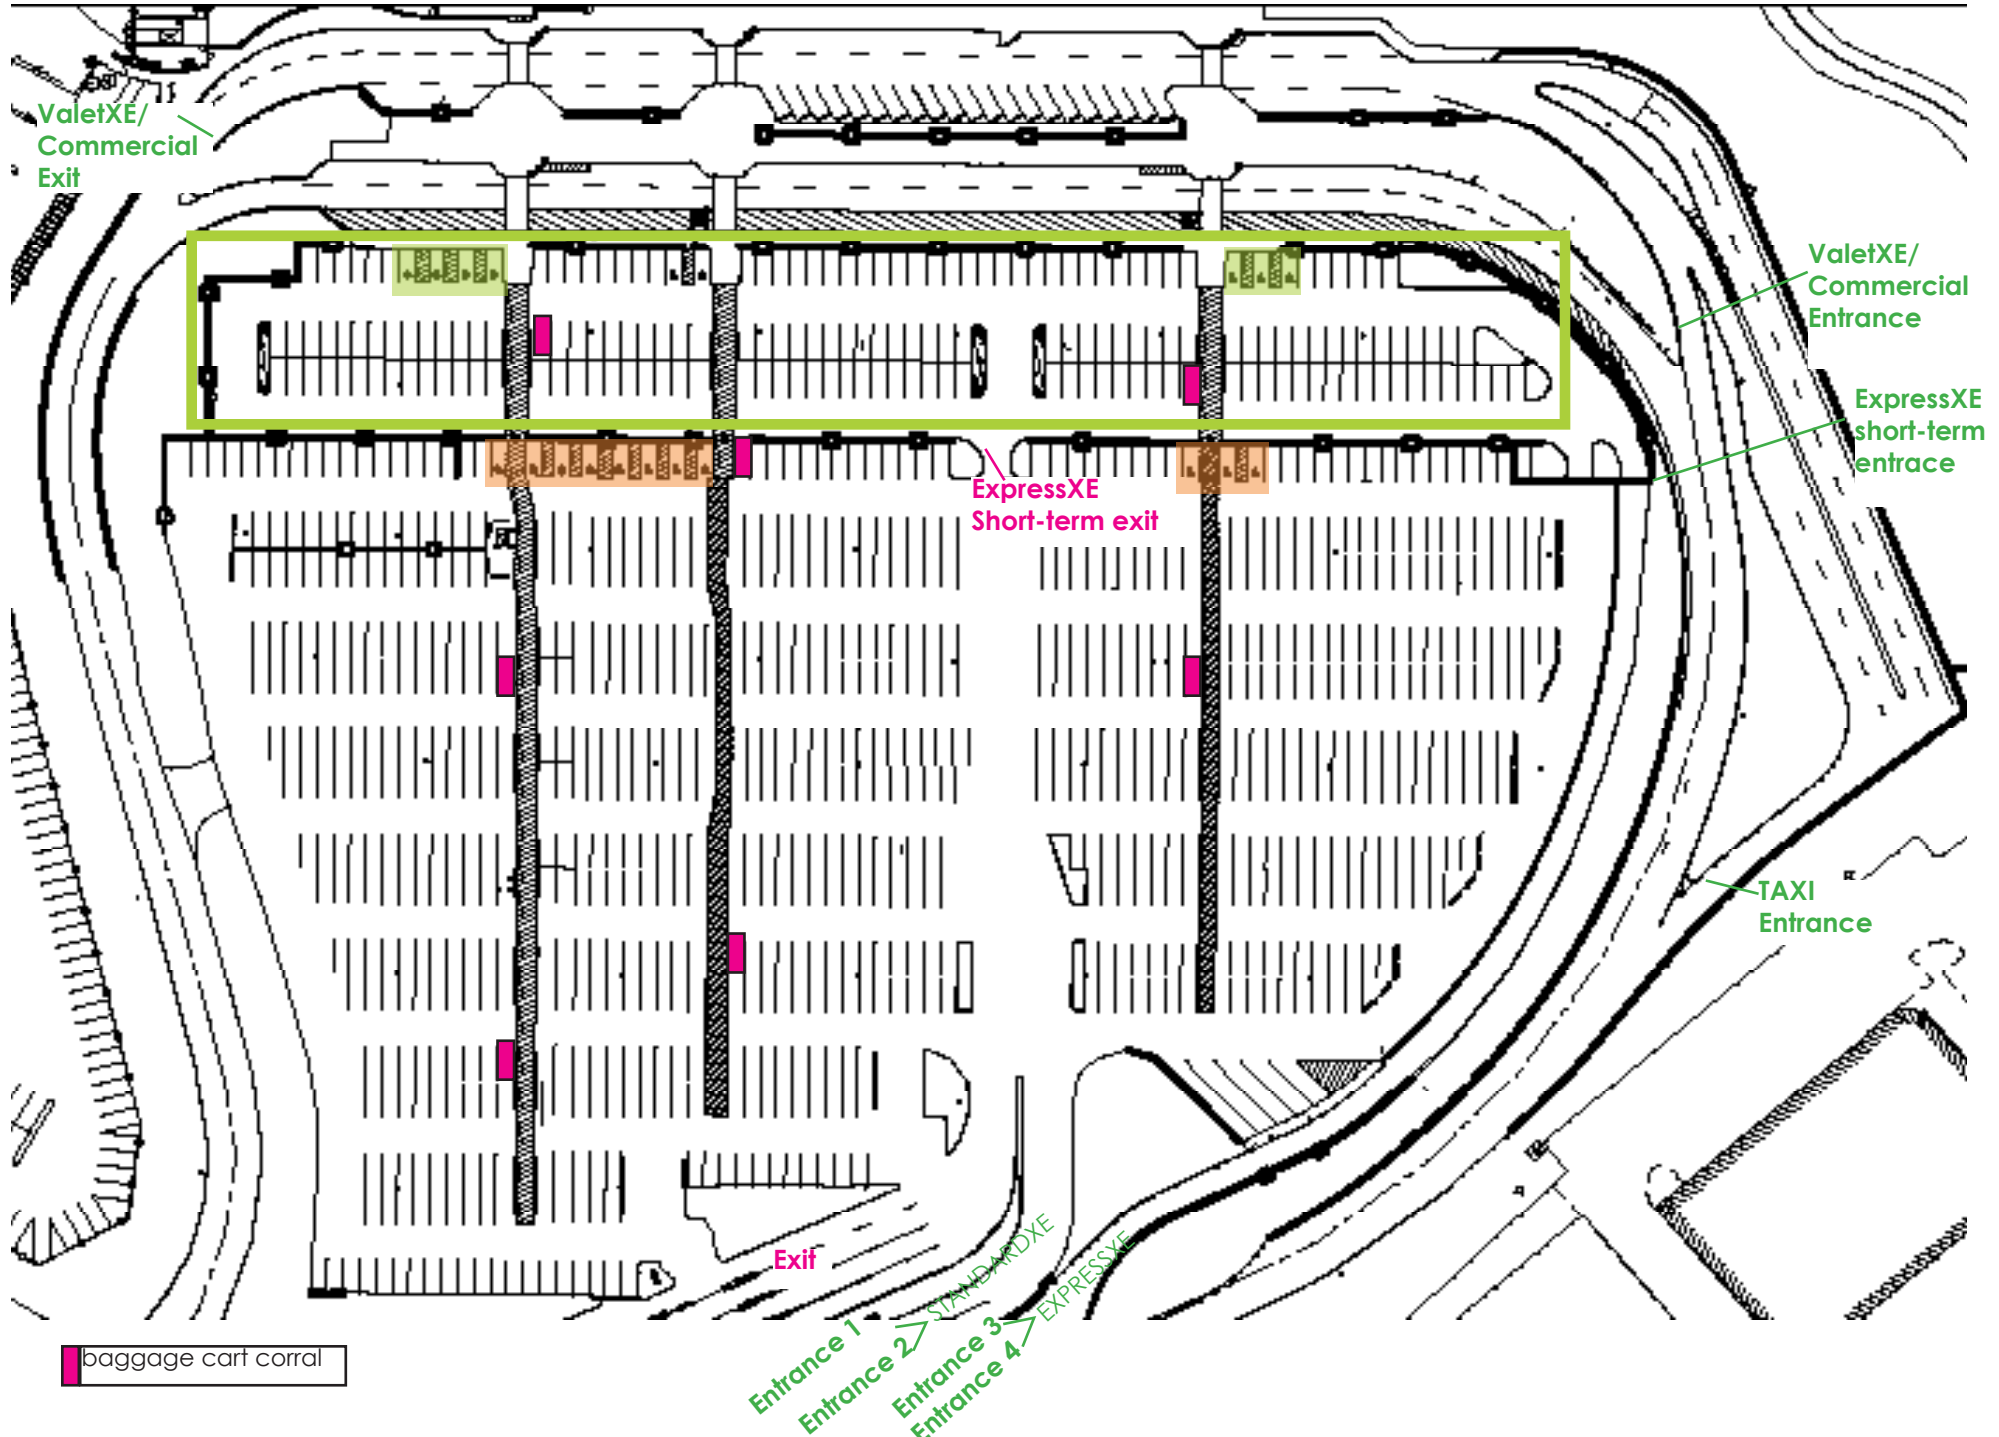 ValetXE/
Commercial
Exit
ValetXE/
Commercial
Entrance
ExpressXE
short-term
entrace
ExpressXE
Short-term exit
TAXI
Entrance
Exit
STANDARDXE
EXPRESSXE
Entrance 1
Entrance 2
Entrance 3
Entrance 4
baggage cart corral